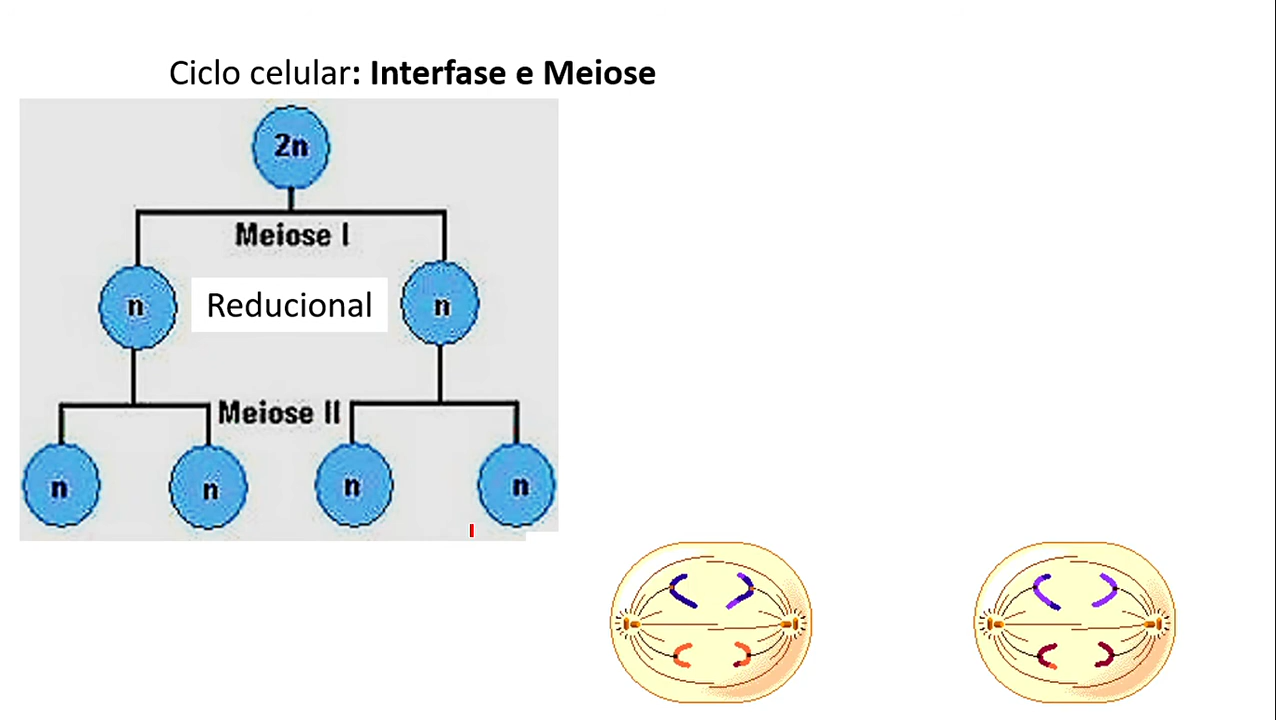 Ciclo celular: Interfase e Meiose
2n
Meiose I
n
Reducional
n
Meiose II
n
n
n
n